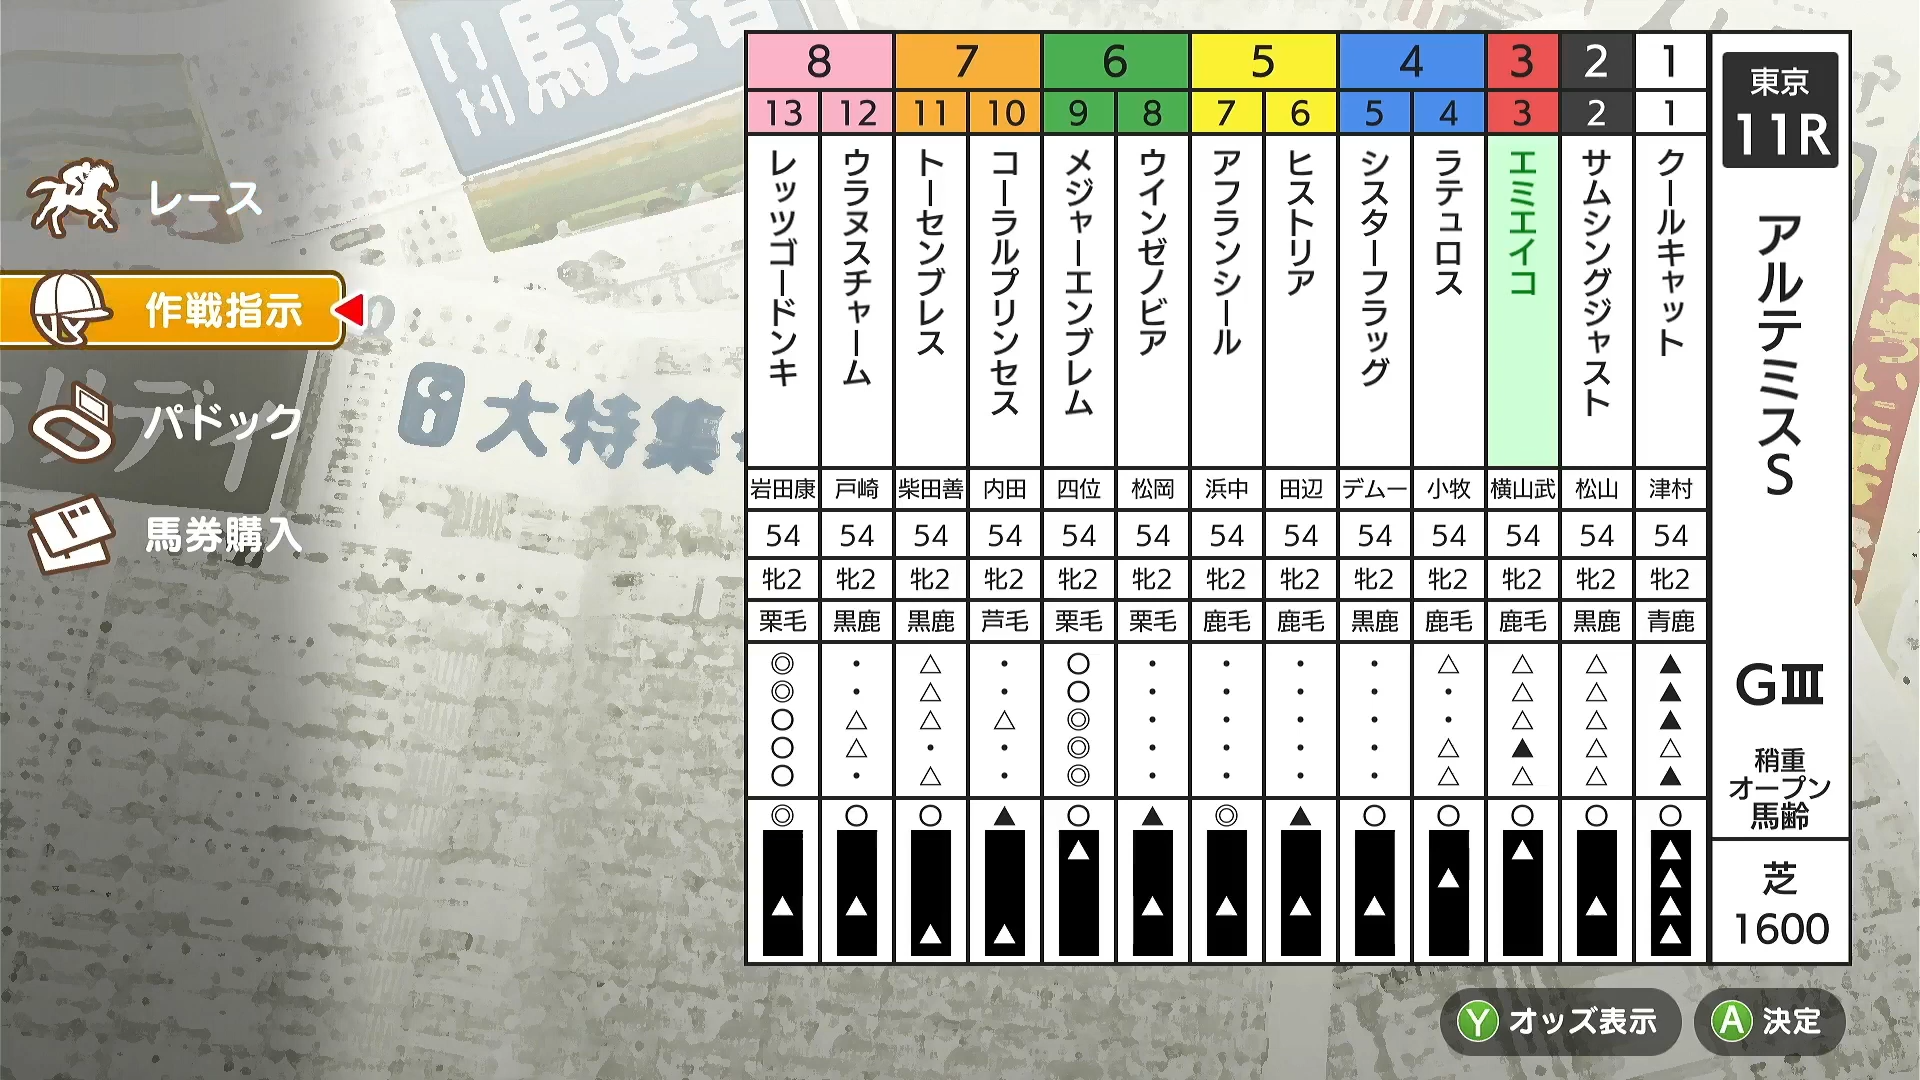 レース
作戦指示
パドック
馬券購入
日刊馬達者
大特集
東京
11R
アルテミスS
GⅢ
稍重
オープン
馬齢
芝
1600
8 7 6 5 4 3 2 1
13 12 11 10 9 8 7 6 5 4 3 2 1
レッツゴードンキ
ウラヌスチャーム
トーセンブレス
コーラルプリンセス
メジャーエンブレム
ウインゼノビア
アフランシール
ヒストリア
シスターフラッグ
ラテュロス
エミエイコ
サムシングジャスト
クールキャット
岩田康 戸崎 柴田善 内田 四位 松岡 浜中 田辺 デムー 小牧 横山武 松山 津村
54 54 54 54 54 54 54 54 54 54 54 54 54
牝2 牝2 牝2 牝2 牝2 牝2 牝2 牝2 牝2 牝2 牝2 牝2 牝2
栗毛 黒鹿 黒鹿 芦毛 栗毛 栗毛 鹿毛 鹿毛 黒鹿 鹿毛 鹿毛 黒鹿 青鹿
◎ ・ △ ・ ○ ・ ・ ・ ・ △ △ △ ▲
◎ ・ △ ・ ○ ・ ・ ・ ・ ・ △ △ ▲
○ △ △ △ ◎ ・ ・ ・ ・ ・ △ △ ▲
○ △ ・ ・ ◎ ・ ・ ・ ・ △ ▲ △ △
○ ・ △ ・ ◎ ・ ・ ・ ・ △ △ △ ▲
◎ ○ ○ ▲ ○ ▲ ◎ ▲ ○ ○ ○ ○ ○
Y オッズ表示
A 決定